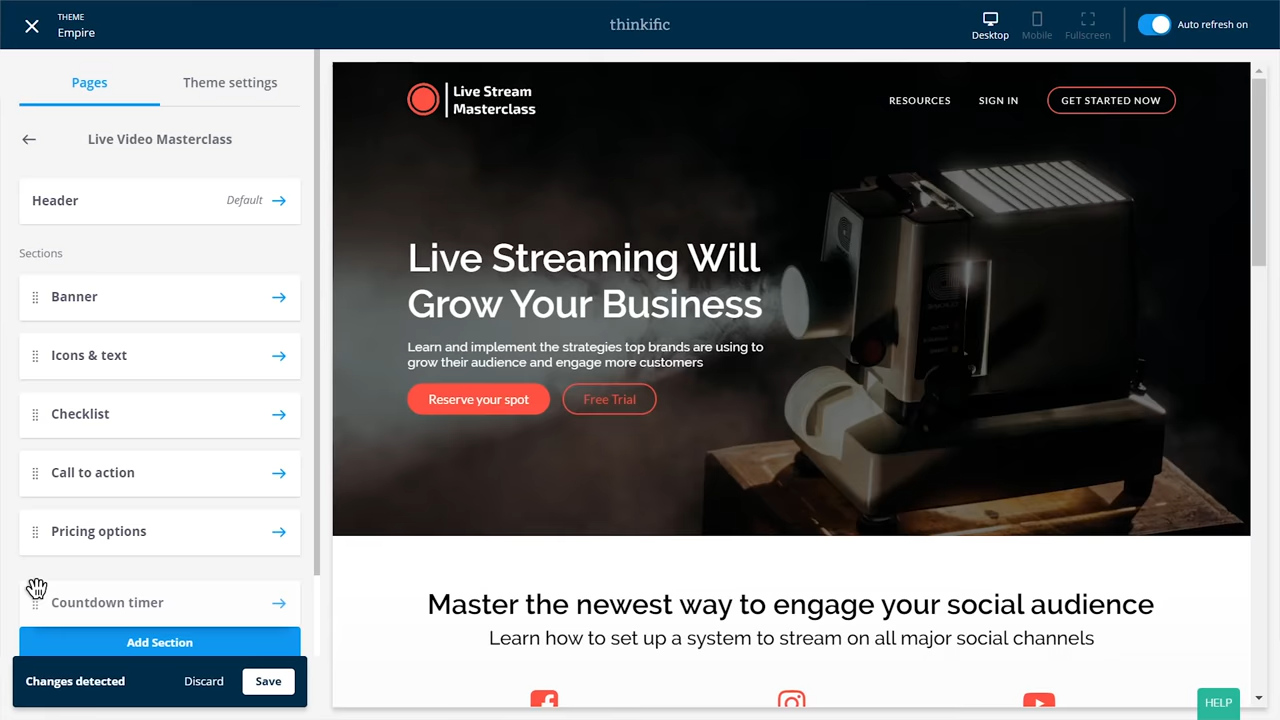 THEME
Empire
thinkific
Desktop
Mobile
Fullscreen
Auto refresh on
Pages
Theme settings
Live Video Masterclass
Header
Default
Sections
Banner
Icons & text
Checklist
Call to action
Pricing options
Countdown timer
Add Section
Changes detected
Discard
Save
Live Stream
Masterclass
RESOURCES
SIGN IN
GET STARTED NOW
Live Streaming Will
Grow Your Business
Learn and implement the strategies top brands are using to
grow their audience and engage more customers
Reserve your spot
Free Trial
Master the newest way to engage your social audience
Learn how to set up a system to stream on all major social channels
HELP